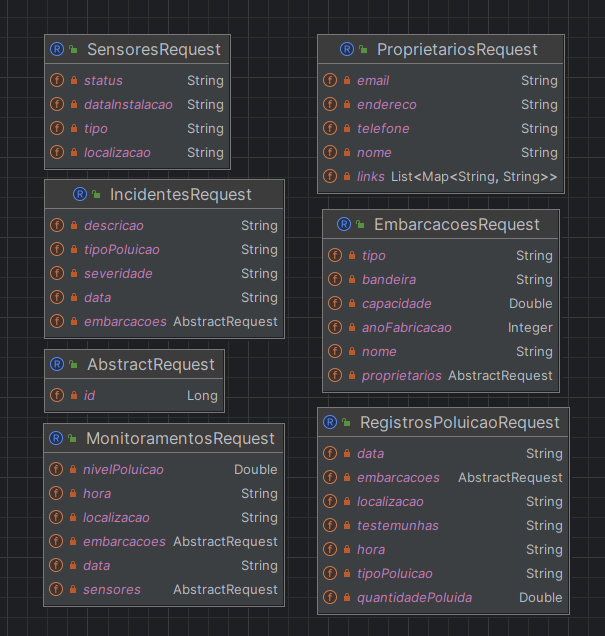 R SensoresRequest
f status String
f dataInstalacao String
f tipo String
f localizacao String
R IncidentesRequest
f descricao String
f tipoPoluicao String
f severidade String
f data String
f embarcacoes AbstractRequest
R AbstractRequest
f id Long
R MonitoramentosRequest
f nivelPoluicao Double
f hora String
f localizacao String
f embarcacoes AbstractRequest
f data String
f sensores AbstractRequest
R ProprietariosRequest
f email String
f endereco String
f telefone String
f nome String
f links List<Map<String, String>>
R EmbarcacoesRequest
f tipo String
f bandeira String
f capacidade Double
f anoFabricacao Integer
f nome String
f proprietarios AbstractRequest
R RegistrosPoluicaoRequest
f data String
f embarcacoes AbstractRequest
f localizacao String
f testemunhas String
f hora String
f tipoPoluicao String
f quantidadePoluida Double